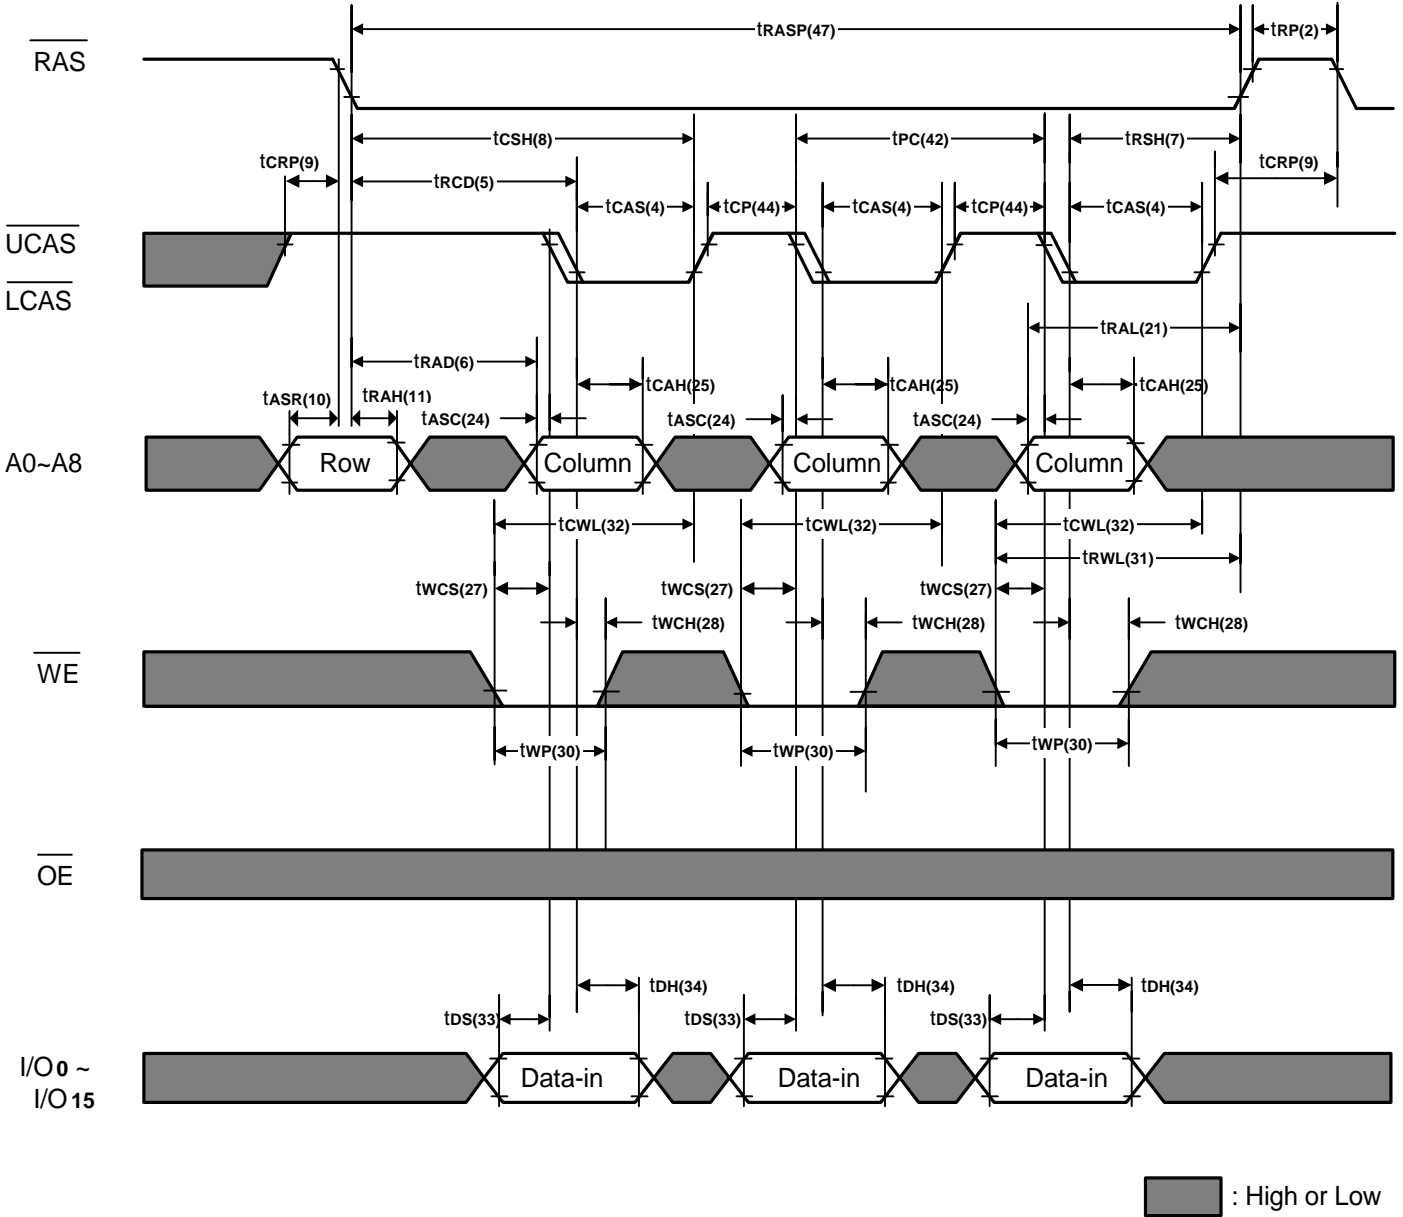 tRASP(47) tRP(2)
RAS
tCSH(8) tPC(42) tRSH(7)
tCRP(9) tCRP(9)
tRCD(5)
tCAS(4) tCP(44) tCAS(4) tCP(44) tCAS(4)
UCAS
LCAS
tRAL(21)
tRAD(6)
tASR(10) tRAH(11) tCAH(25) tCAH(25) tCAH(25)
tASC(24) tASC(24) tASC(24)
A0~A8 Row Column Column Column
tCWL(32) tCWL(32) tCWL(32)
tRWL(31)
tWCS(27) tWCS(27) tWCS(27)
tWCH(28) tWCH(28) tWCH(28)
WE
tWP(30) tWP(30) tWP(30)
OE
tDH(34) tDH(34) tDH(34)
tDS(33) tDS(33) tDS(33)
I/O0 ~ Data-in Data-in Data-in
I/O15
: High or Low